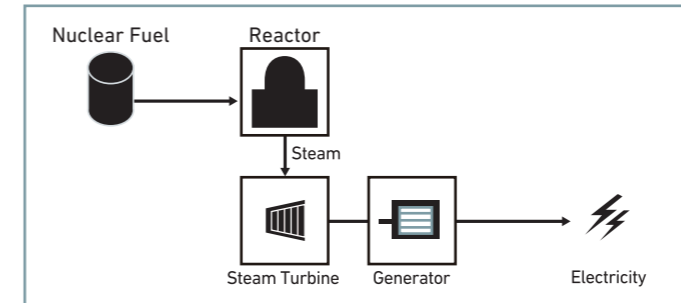 Nuclear Fuel
Reactor
Steam
Steam Turbine
Generator
Electricity